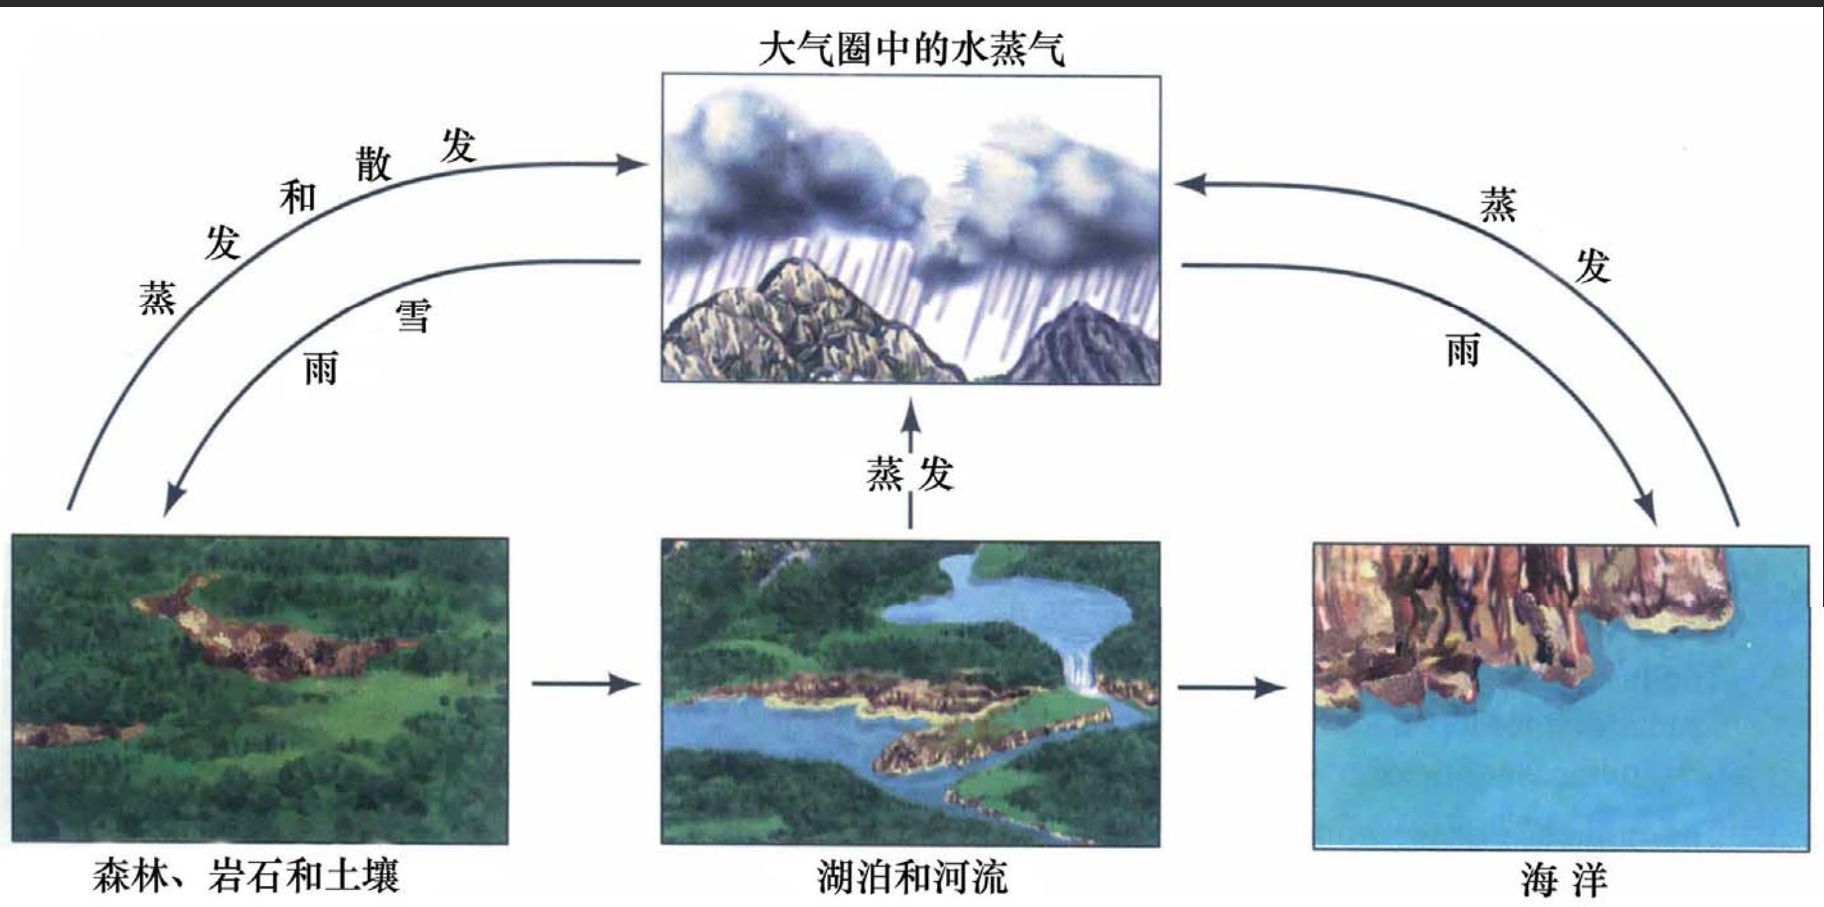 大气圈中的水蒸气
蒸发和散发
雨雪
蒸发
雨
蒸发
森林、岩石和土壤
湖泊和河流
海洋